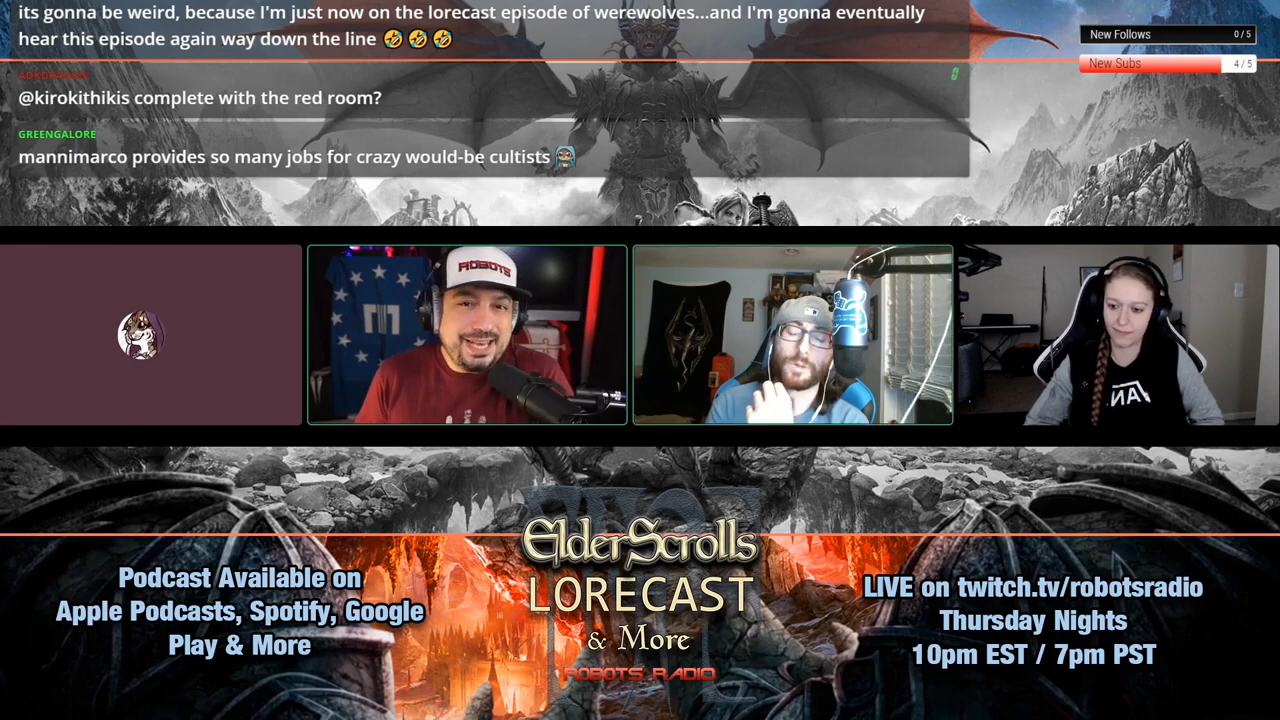 its gonna be weird, because I'm just now on the lorecast episode of werewolves...and I'm gonna eventually
hear this episode again way down the line 🤣 🤣 🤣
@kirokithikis complete with the red room?
GREENGALORE
mannimarco provides so many jobs for crazy would-be cultists
New Follows 0 / 5
New Subs 4 / 5
ROBOTS
Podcast Available on
Apple Podcasts, Spotify, Google
Play & More
ElderScrolls
LORECAST
& More
ROBOTS RADIO
LIVE on twitch.tv/robotsradio
Thursday Nights
10pm EST / 7pm PST